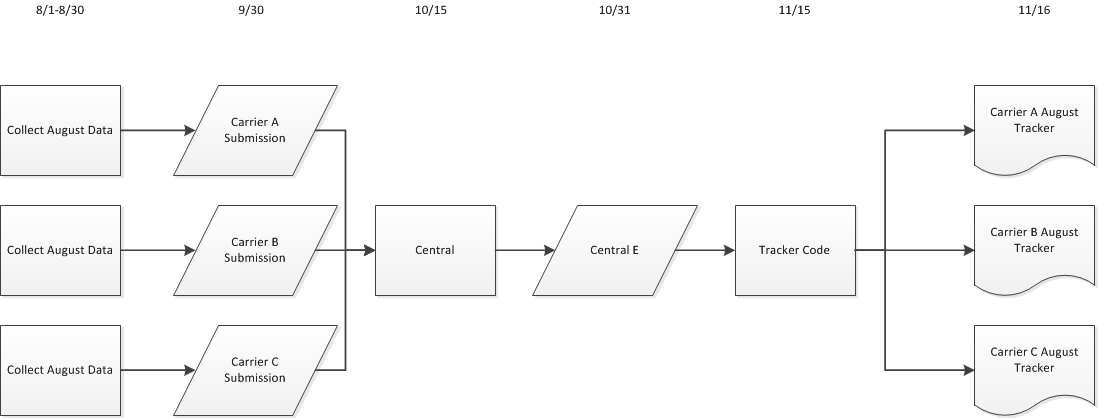 8/1-8/30 9/30 10/15 10/31 11/15 11/16
Collect August Data
Carrier A
Submission
Carrier A August
Tracker
Collect August Data
Carrier B
Submission
Central
Central E
Tracker Code
Carrier B August
Tracker
Collect August Data
Carrier C
Submission
Carrier C August
Tracker